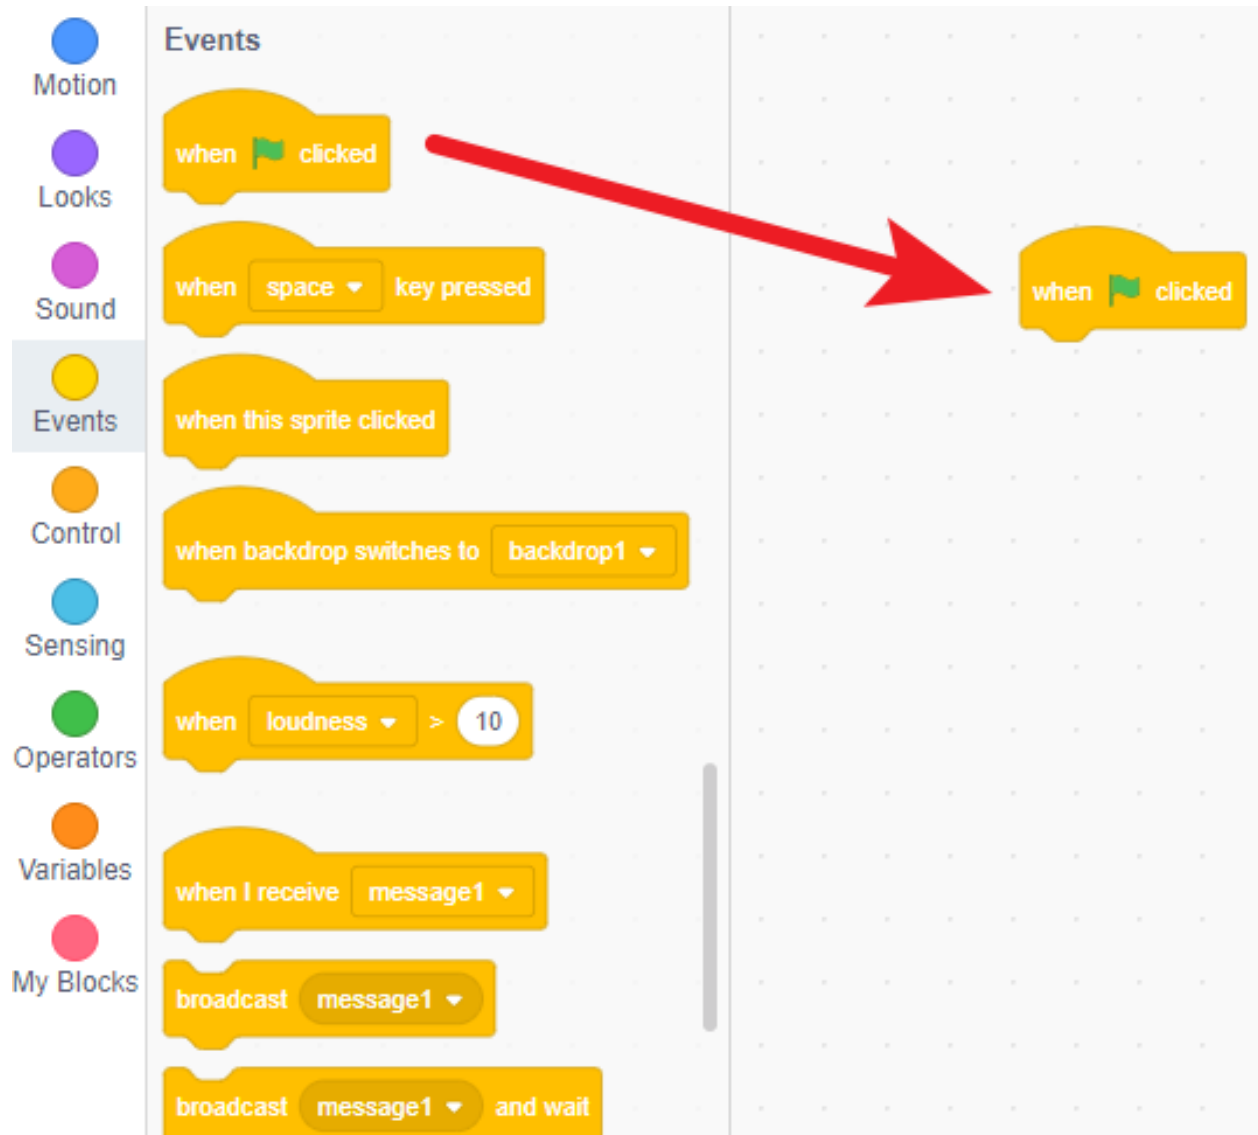 Motion
Looks
Sound
Events
Control
Sensing
Operators
Variables
My Blocks
Events
when clicked
when space key pressed
when this sprite clicked
when backdrop switches to backdrop1
when loudness > 10
when I receive message1
broadcast message1
broadcast message1 and wait
when clicked